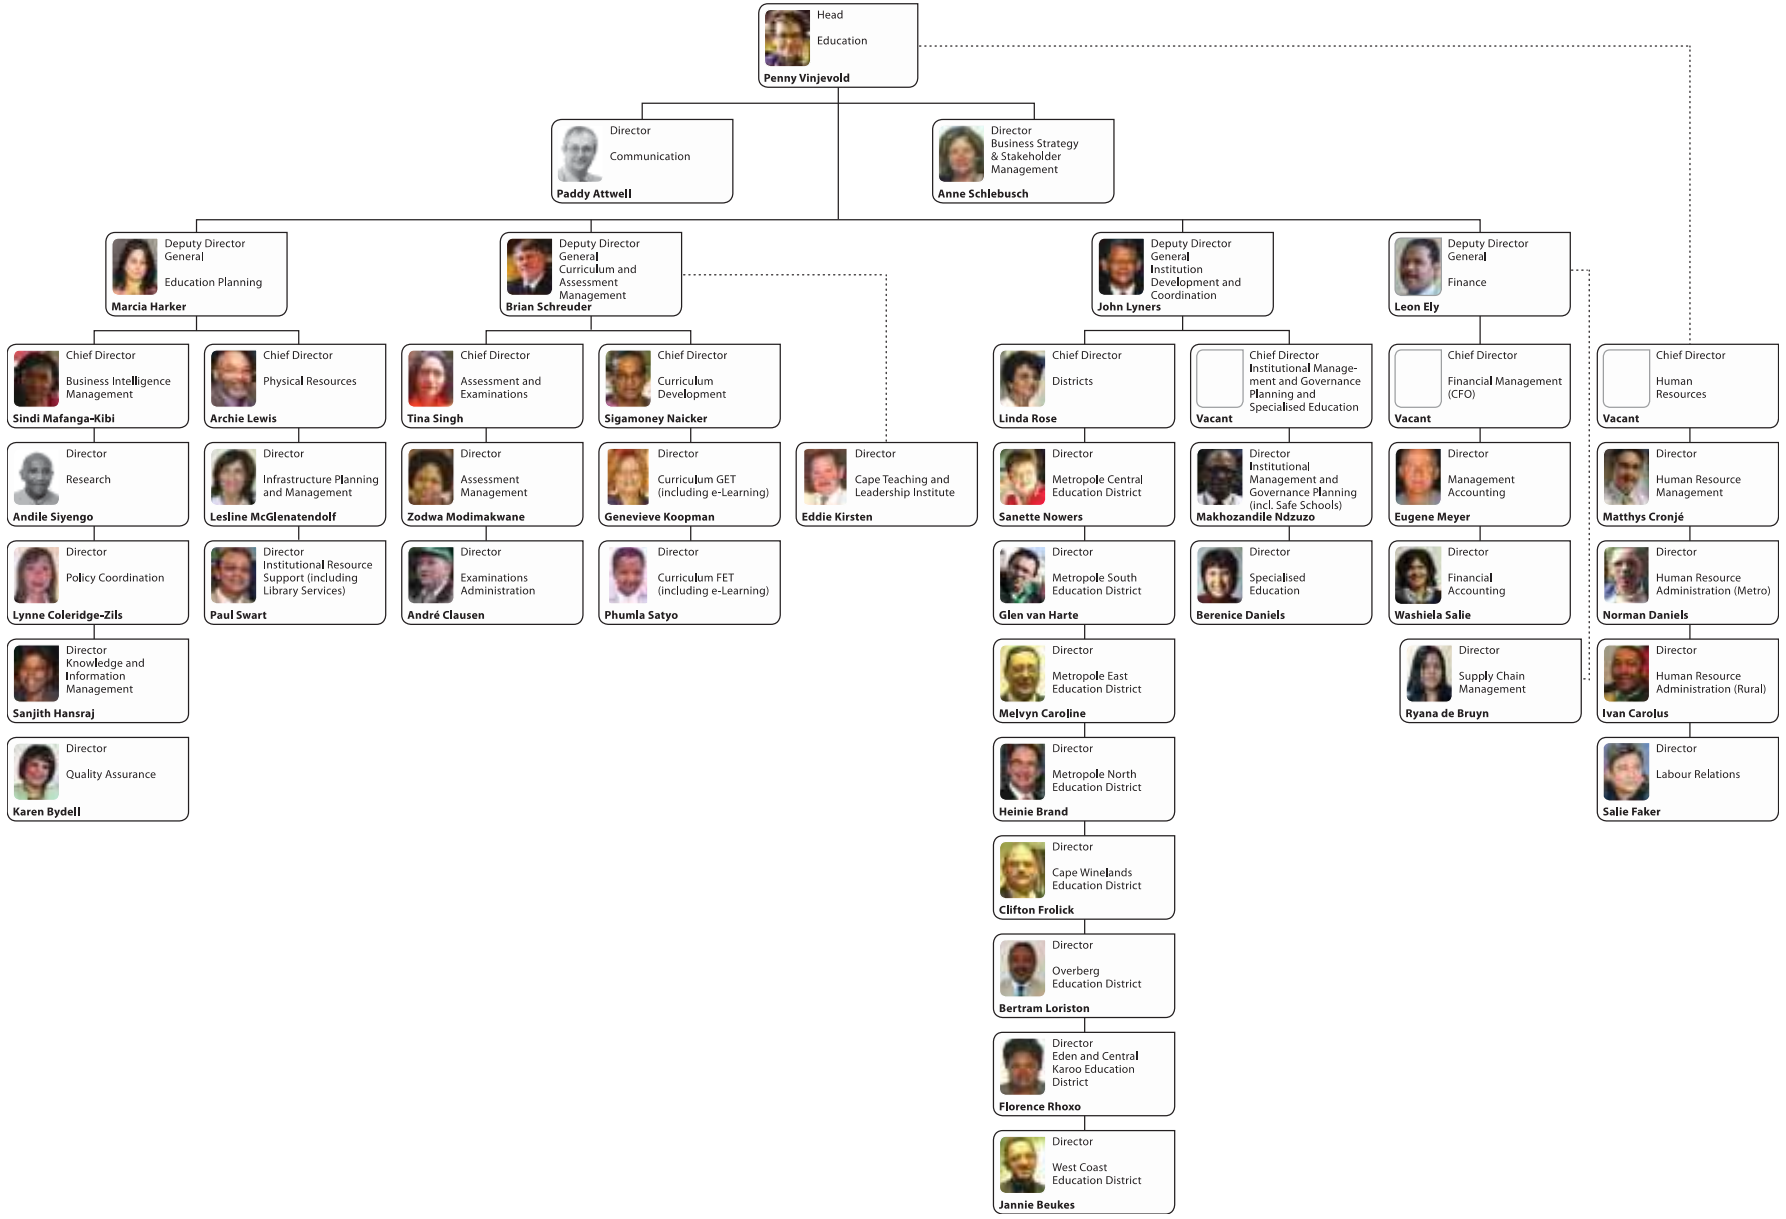 Head
Education
Penny Vinjevold
Director
Communication
Paddy Attwell
Director
Business Strategy
& Stakeholder
Management
Anne Schlebusch
Deputy Director
General
Education Planning
Marcia Harker
Deputy Director
General
Curriculum and
Assessment
Management
Brian Schreuder
Deputy Director
General
Institution
Development and
Coordination
John Lyners
Deputy Director
General
Finance
Leon Ely
Chief Director
Business Intelligence
Management
Sindi Mafanga-Kibi
Chief Director
Physical Resources
Archie Lewis
Chief Director
Assessment and
Examinations
Tina Singh
Chief Director
Curriculum
Development
Sigamoney Naicker
Chief Director
Districts
Linda Rose
Chief Director
Institutional Manage-
ment and Governance
Planning and
Specialised Education
Vacant
Chief Director
Financial Management
(CFO)
Vacant
Chief Director
Human
Resources
Vacant
Director
Research
Andile Siyengo
Director
Infrastructure Planning
and Management
Lesline McGlenatendolf
Director
Assessment
Management
Zodwa Modimakwane
Director
Curriculum GET
(including e-Learning)
Genevieve Koopman
Director
Cape Teaching and
Leadership Institute
Eddie Kirsten
Director
Metropole Central
Education District
Sanette Nowers
Director
Institutional
Management and
Governance Planning
(incl. Safe Schools)
Makhozandile Ndzuzo
Director
Management
Accounting
Eugene Meyer
Director
Human Resource
Management
Matthys Cronjé
Director
Policy Coordination
Lynne Coleridge-Zils
Director
Institutional Resource
Support (including
Library Services)
Paul Swart
Director
Examinations
Administration
André Clausen
Director
Curriculum FET
(including e-Learning)
Phumla Satyo
Director
Metropole South
Education District
Glen van Harte
Director
Specialised
Education
Berenice Daniels
Director
Financial
Accounting
Washiela Salie
Director
Human Resource
Administration (Metro)
Norman Daniels
Director
Knowledge and
Information
Management
Sanjith Hansraj
Director
Metropole East
Education District
Melvyn Caroline
Director
Supply Chain
Management
Ryana de Bruyn
Director
Human Resource
Administration (Rural)
Ivan Carolus
Director
Quality Assurance
Karen Bydell
Director
Metropole North
Education District
Heinie Brand
Director
Labour Relations
Salie Faker
Director
Cape Winelands
Education District
Clifton Frolick
Director
Overberg
Education District
Bertram Loriston
Director
Eden and Central
Karoo Education
District
Florence Rhoxo
Director
West Coast
Education District
Jannie Beukes